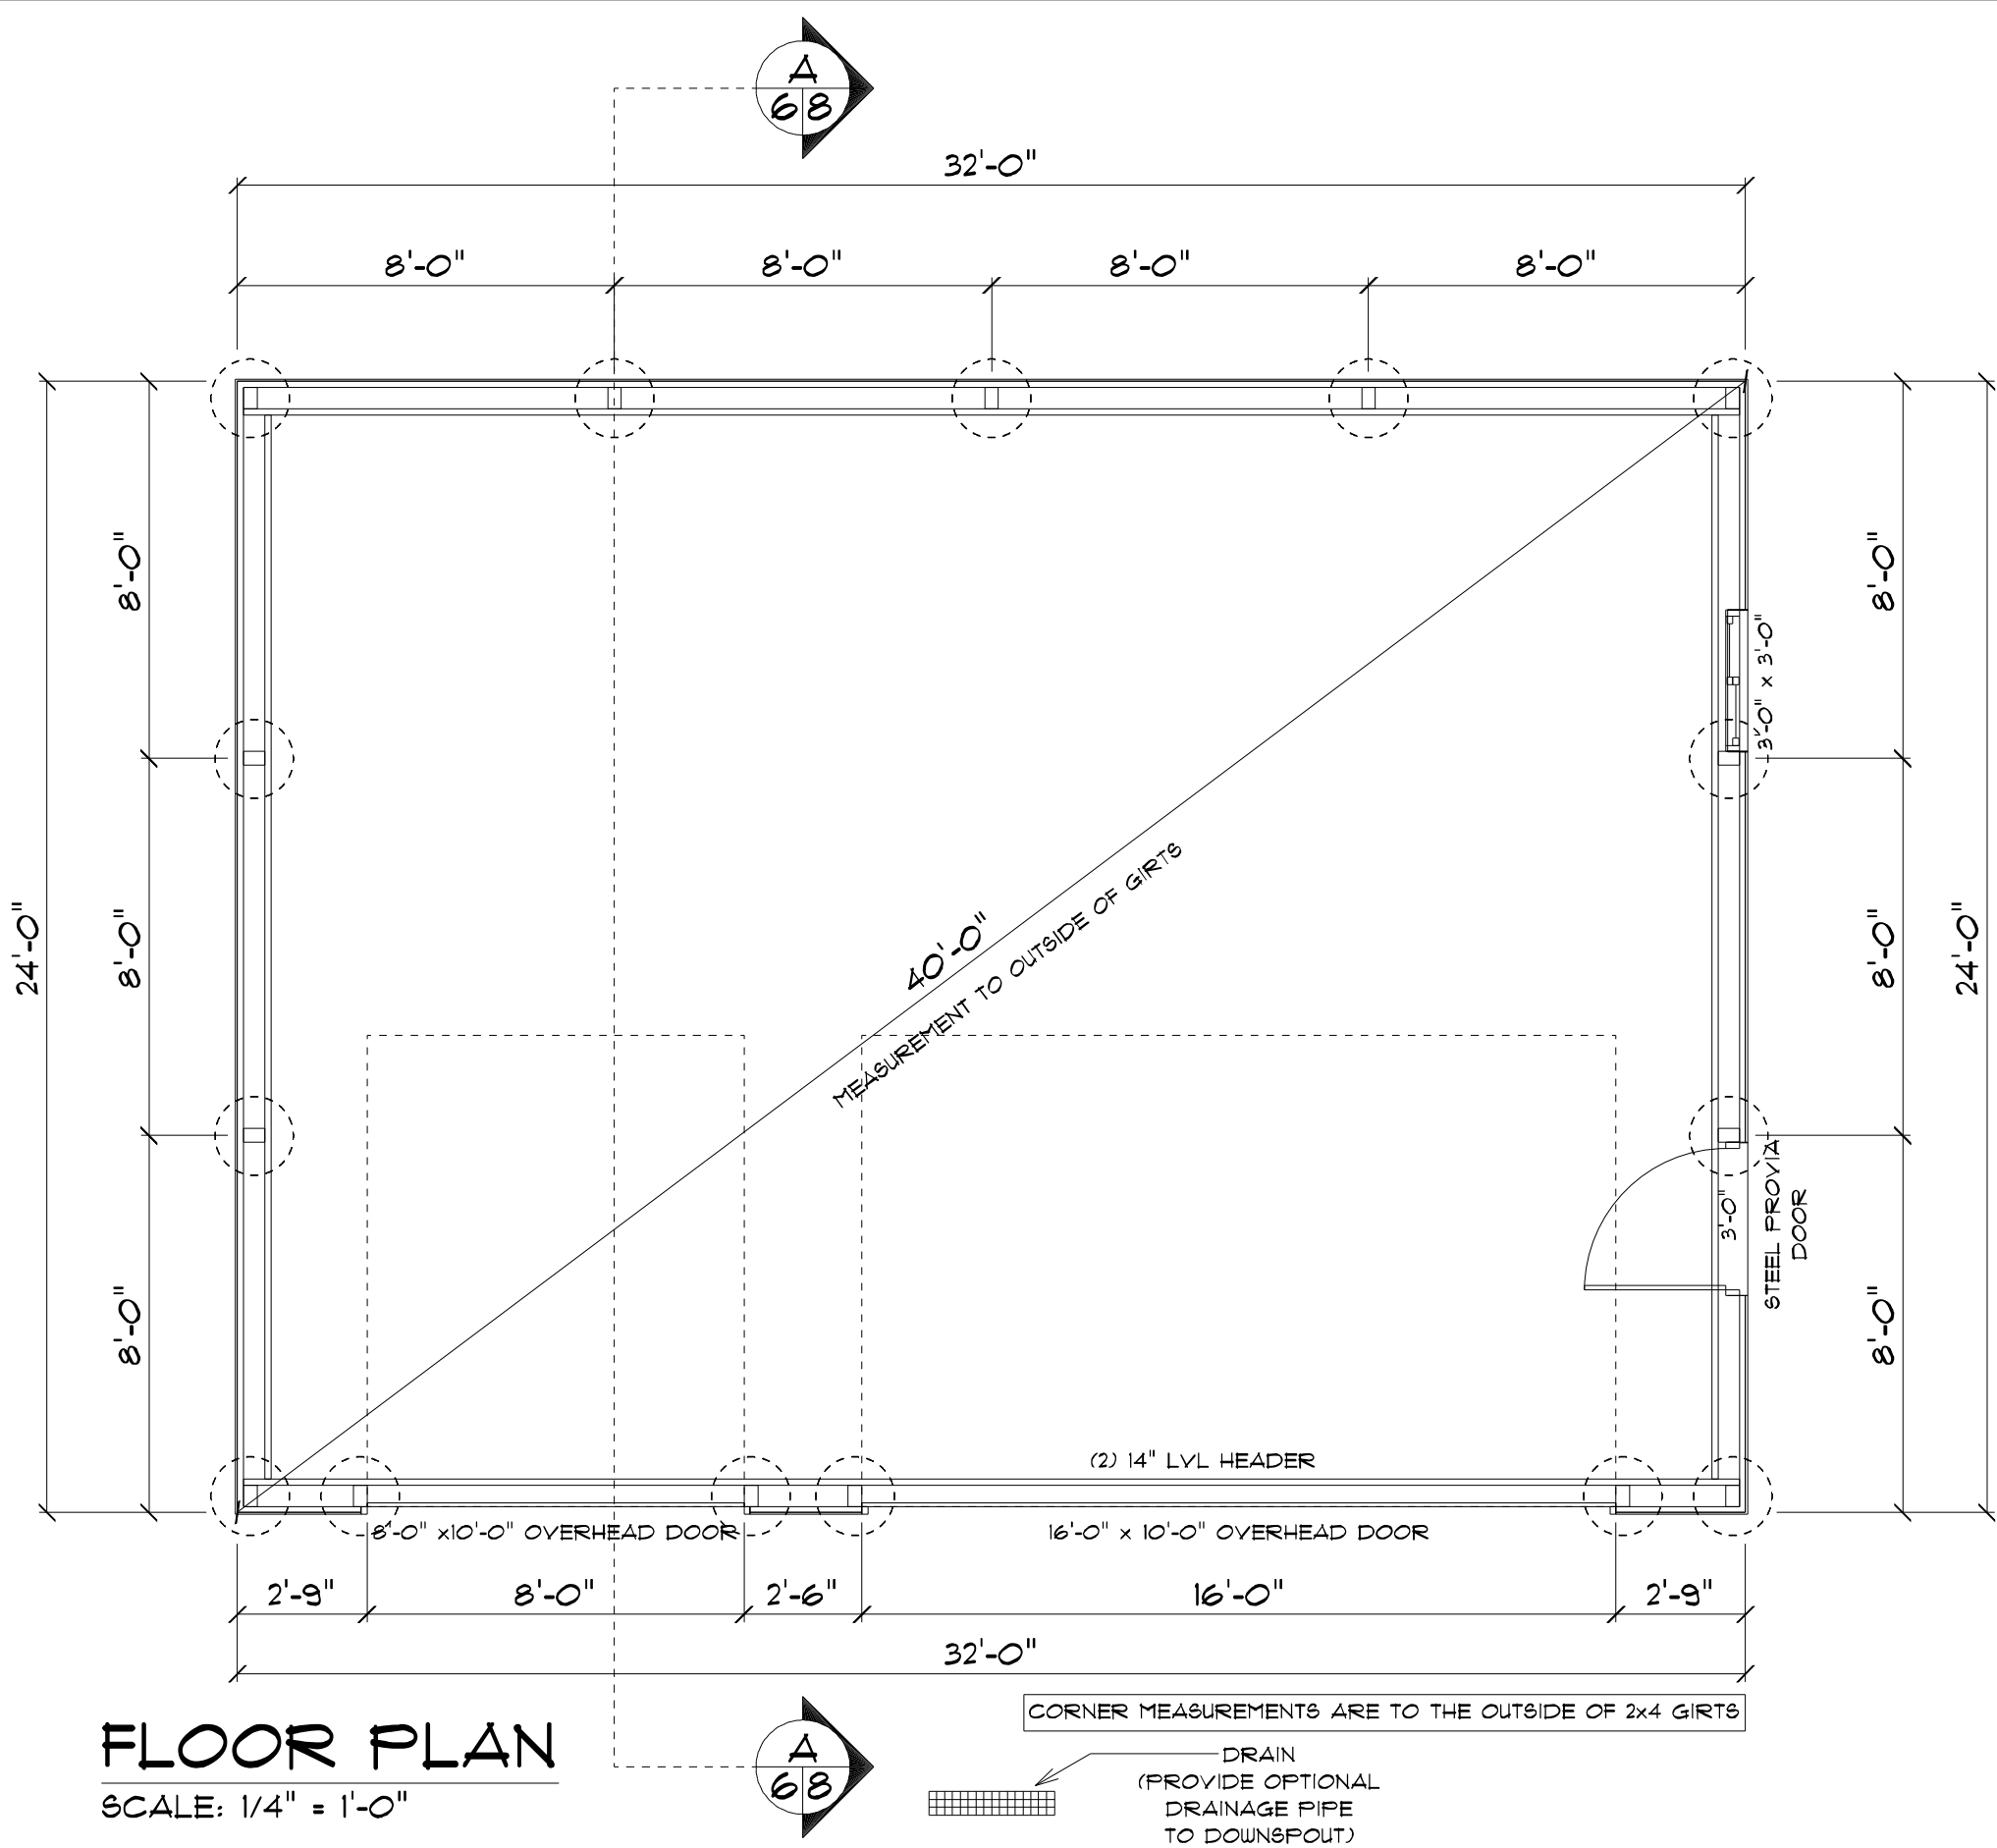 A
6 8
32'-0"
8'-0" 8'-0" 8'-0" 8'-0"
8'-0"
8'-0"
8'-0"
24'-0"
3'-0" x 3'-0"
8'-0"
8'-0"
8'-0"
24'-0"
40'-0"
MEASUREMENT TO OUTSIDE OF GIRTS
3'-0"
STEEL PROVIA
DOOR
(2) 14" LVL HEADER
8'-0" x10'-0" OVERHEAD DOOR
16'-0" x 10'-0" OVERHEAD DOOR
2'-9" 8'-0" 2'-6" 16'-0" 2'-9"
32'-0"
CORNER MEASUREMENTS ARE TO THE OUTSIDE OF 2x4 GIRTS
FLOOR PLAN
SCALE: 1/4" = 1'-0"
A
6 8
DRAIN
(PROVIDE OPTIONAL
DRAINAGE PIPE
TO DOWNSPOUT)